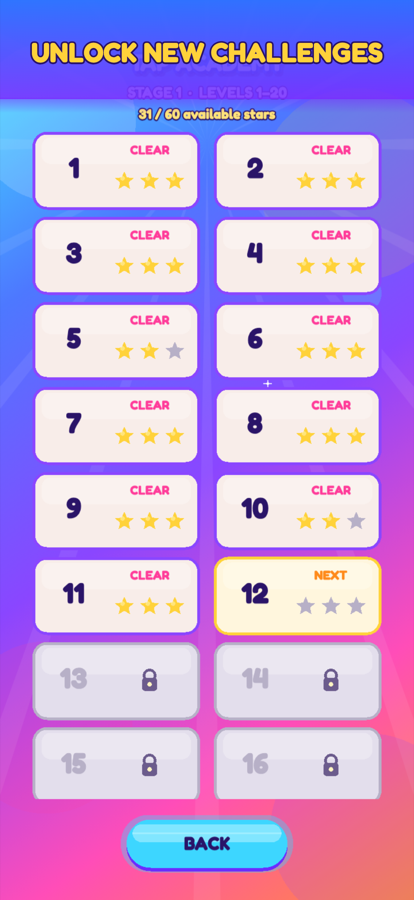 UNLOCK NEW CHALLENGES
TAP ACADEMY
STAGE 1 · LEVELS 1–20
31 / 60 available stars
1 CLEAR
2 CLEAR
3 CLEAR
4 CLEAR
5 CLEAR
6 CLEAR
7 CLEAR
8 CLEAR
9 CLEAR
10 CLEAR
11 CLEAR
12 NEXT
13
14
15
16
BACK